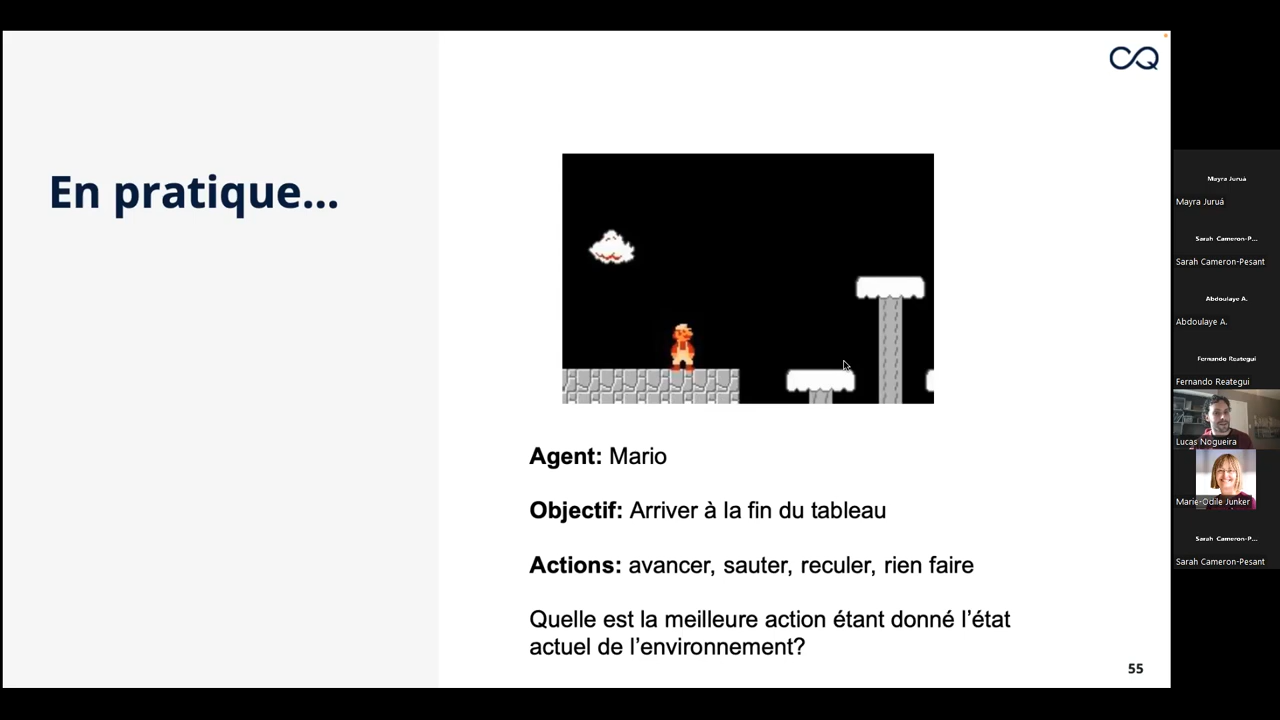 CQ
En pratique...
Agent: Mario
Objectif: Arriver à la fin du tableau
Actions: avancer, sauter, reculer, rien faire
Quelle est la meilleure action étant donné l’état
actuel de l’environnement?
55
Mayra Juruá
Mayra Juruá
Sarah Cameron-P...
Sarah Cameron-Pesant
Abdoulaye A.
Abdoulaye A.
Fernando Reategui
Fernando Reategui
Lucas Nogueira
Marie-Odile Junker
Sarah Cameron-P...
Sarah Cameron-Pesant